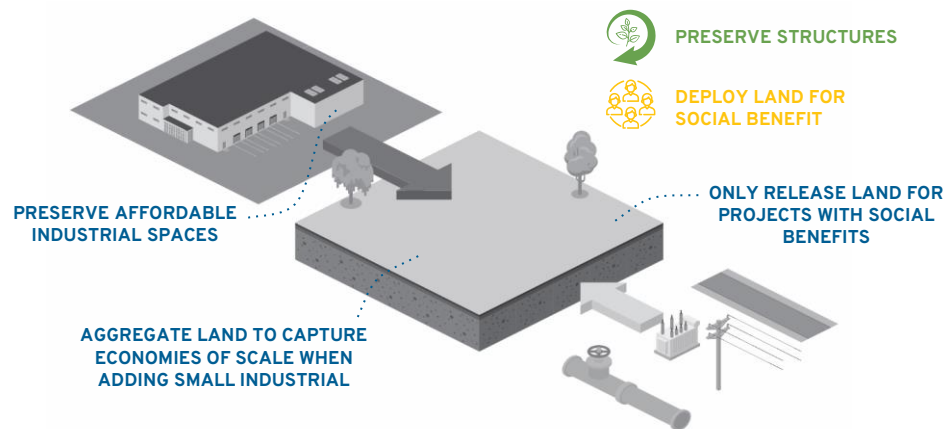 PRESERVE STRUCTURES
DEPLOY LAND FOR
SOCIAL BENEFIT
PRESERVE AFFORDABLE
INDUSTRIAL SPACES
ONLY RELEASE LAND FOR
PROJECTS WITH SOCIAL
BENEFITS
AGGREGATE LAND TO CAPTURE
ECONOMIES OF SCALE WHEN
ADDING SMALL INDUSTRIAL